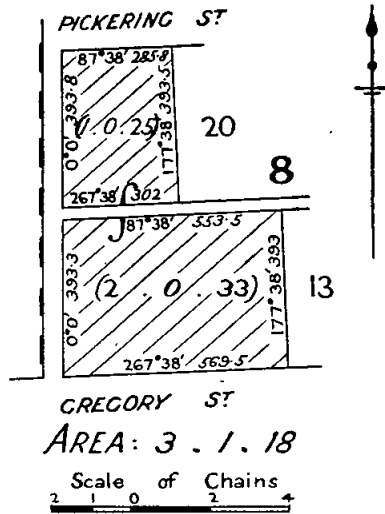 PICKERING ST
87°38' 285.8
0°0' 393.8
(1.0.25)
177°38' 393.5
20
8
267°38' 302
87°38' 553.5
0°0' 393.3
(2.0.33)
177°38' 393
13
267°38' 569.5
GREGORY ST
AREA: 3.1.18
Scale of Chains
2 1 0 2 4